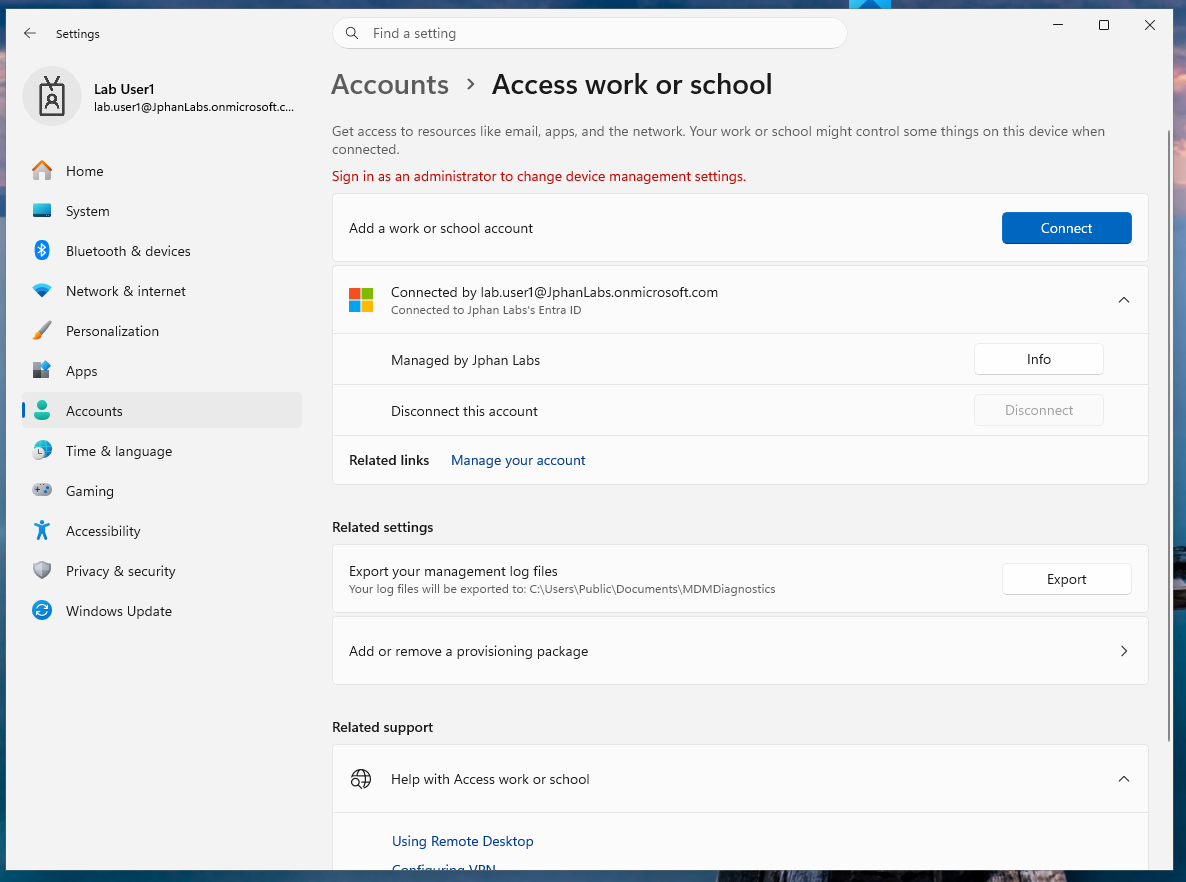 Settings
Find a setting
Lab User1
lab.user1@JphanLabs.onmicrosoft.c...
Home
System
Bluetooth & devices
Network & internet
Personalization
Apps
Accounts
Time & language
Gaming
Accessibility
Privacy & security
Windows Update
Accounts > Access work or school
Get access to resources like email, apps, and the network. Your work or school might control some things on this device when
connected.
Sign in as an administrator to change device management settings.
Add a work or school account
Connect
Connected by lab.user1@JphanLabs.onmicrosoft.com
Connected to Jphan Labs's Entra ID
Managed by Jphan Labs
Info
Disconnect this account
Disconnect
Related links Manage your account
Related settings
Export your management log files
Your log files will be exported to: C:\Users\Public\Documents\MDMDiagnostics
Export
Add or remove a provisioning package
Related support
Help with Access work or school
Using Remote Desktop
Configuring VPN